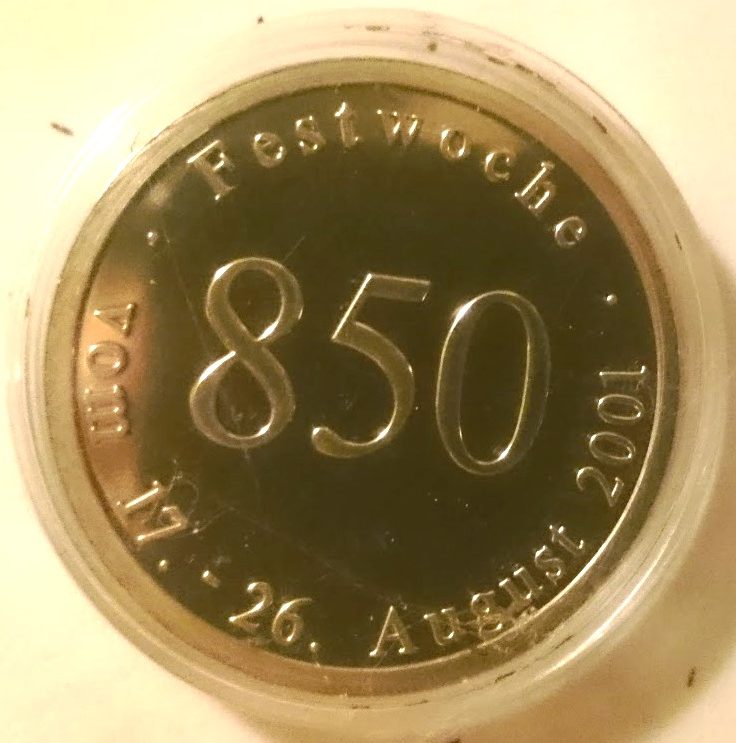 Festwoche
850
vom 17. - 26. August 2001